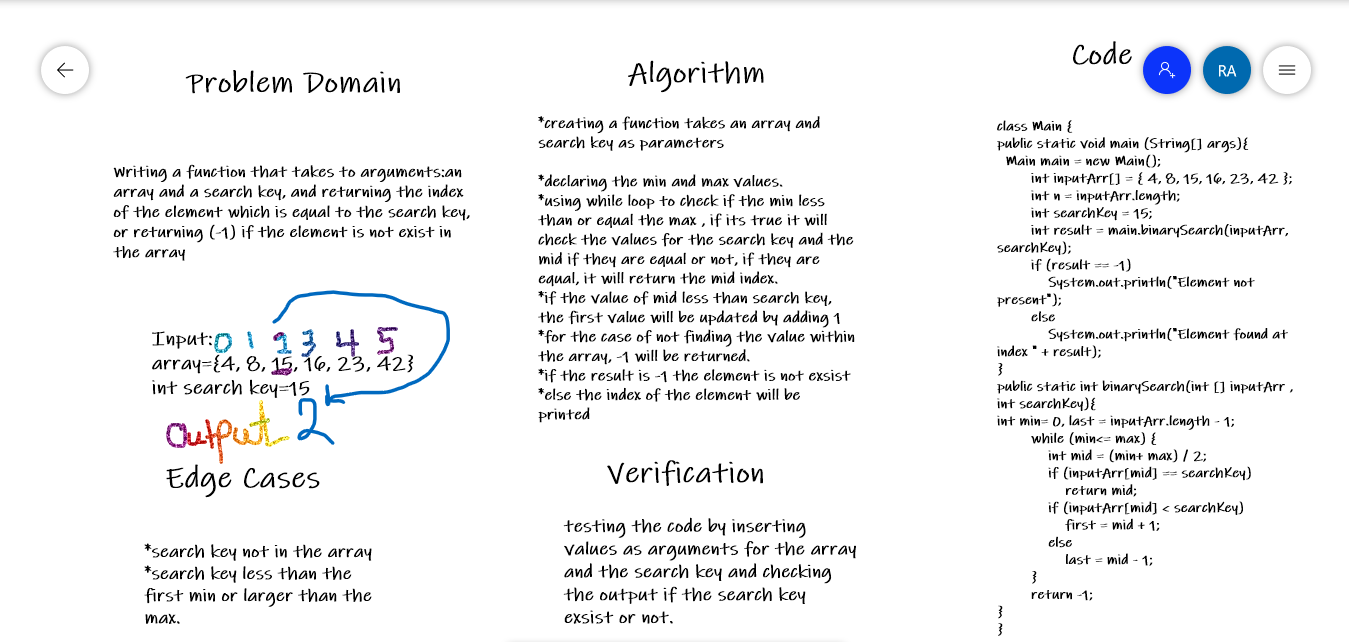 Problem Domain
Writing a function that takes to arguments:an
array and a search key, and returning the index
of the element which is equal to the search key,
or returning (-1) if the element is not exist in
the array
Input:0 1 2 3 4 5
array={4, 8, 15, 16, 23, 42}
int search key=15
output 2
Edge Cases
*search key not in the array
*search key less than the
first min or larger than the
max.
Algorithm
*creating a function takes an array and
search key as parameters
*declaring the min and max values.
*using while loop to check if the min less
than or equal the max , if its true it will
check the values for the search key and the
mid if they are equal or not, if they are
equal, it will return the mid index.
*if the value of mid less than search key,
the first value will be updated by adding 1
*for the case of not finding the value within
the array, -1 will be returned.
*if the result is -1 the element is not exsist
*else the index of the element will be
printed
Verification
testing the code by inserting
values as arguments for the array
and the search key and checking
the output if the search key
exsist or not.
Code
RA
class Main {
public static void main (String[] args){
Main main = new Main();
int inputArr[] = { 4, 8, 15, 16, 23, 42 };
int n = inputArr.length;
int searchKey = 15;
int result = main.binarySearch(inputArr,
searchKey);
if (result == -1)
System.out.println("Element not
present");
else
System.out.println("Element found at
index " + result);
}
public static int binarySearch(int [] inputArr ,
int searchKey){
int min= 0, last = inputArr.length - 1;
while (min<= max) {
int mid = (min+ max) / 2;
if (inputArr[mid] == searchKey)
return mid;
if (inputArr[mid] < searchKey)
first = mid + 1;
else
last = mid - 1;
}
return -1;
}
}